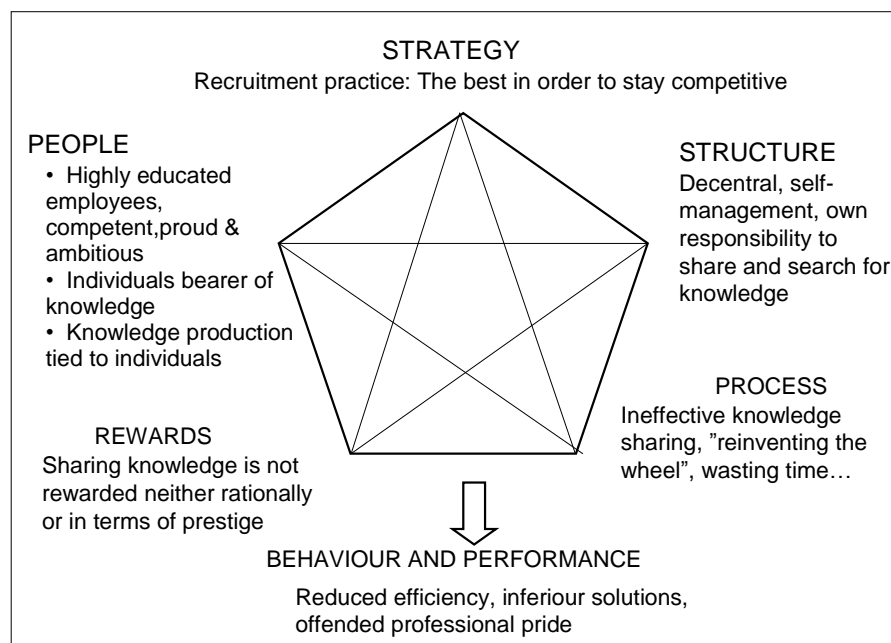 STRATEGY
Recruitment practice: The best in order to stay competitive
PEOPLE
• Highly educated
employees,
competent,proud &
ambitious
• Individuals bearer of
knowledge
• Knowledge production
tied to individuals
STRUCTURE
Decentral, self-
management, own
responsibility to
share and search for
knowledge
REWARDS
Sharing knowledge is not
rewarded neither rationally
or in terms of prestige
PROCESS
Ineffective knowledge
sharing, ”reinventing the
wheel”, wasting time…
BEHAVIOUR AND PERFORMANCE
Reduced efficiency, inferiour solutions,
offended professional pride